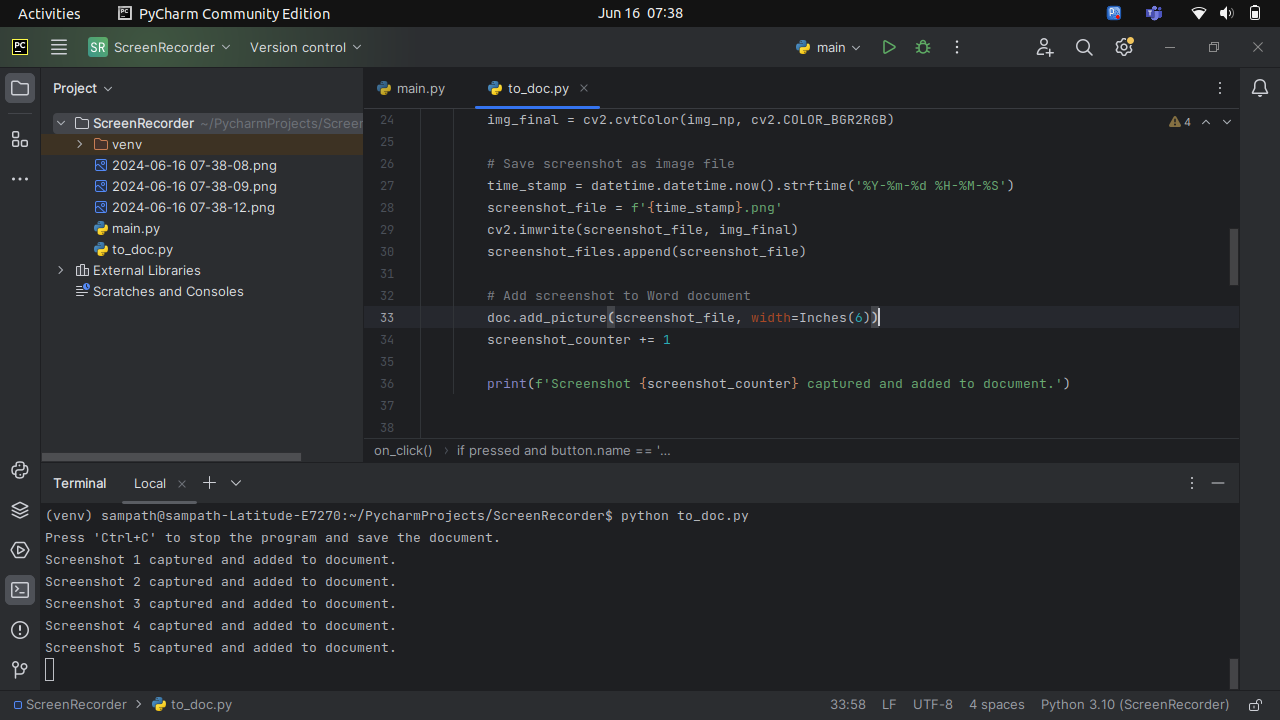 Activities PyCharm Community Edition Jun 16 07:38
PC SR ScreenRecorder Version control main
Project
main.py to_doc.py
ScreenRecorder ~/PycharmProjects/Screen
venv
2024-06-16 07-38-08.png
2024-06-16 07-38-09.png
2024-06-16 07-38-12.png
main.py
to_doc.py
External Libraries
Scratches and Consoles
4
24 img_final = cv2.cvtColor(img_np, cv2.COLOR_BGR2RGB)
25
26 # Save screenshot as image file
27 time_stamp = datetime.datetime.now().strftime('%Y-%m-%d %H-%M-%S')
28 screenshot_file = f'{time_stamp}.png'
29 cv2.imwrite(screenshot_file, img_final)
30 screenshot_files.append(screenshot_file)
31
32 # Add screenshot to Word document
33 doc.add_picture(screenshot_file, width=Inches(6))
34 screenshot_counter += 1
35
36 print(f'Screenshot {screenshot_counter} captured and added to document.')
37
38
on_click() if pressed and button.name == '...
Terminal Local
(venv) sampath@sampath-Latitude-E7270:~/PycharmProjects/ScreenRecorder$ python to_doc.py
Press 'Ctrl+C' to stop the program and save the document.
Screenshot 1 captured and added to document.
Screenshot 2 captured and added to document.
Screenshot 3 captured and added to document.
Screenshot 4 captured and added to document.
Screenshot 5 captured and added to document.
ScreenRecorder to_doc.py 33:58 LF UTF-8 4 spaces Python 3.10 (ScreenRecorder)